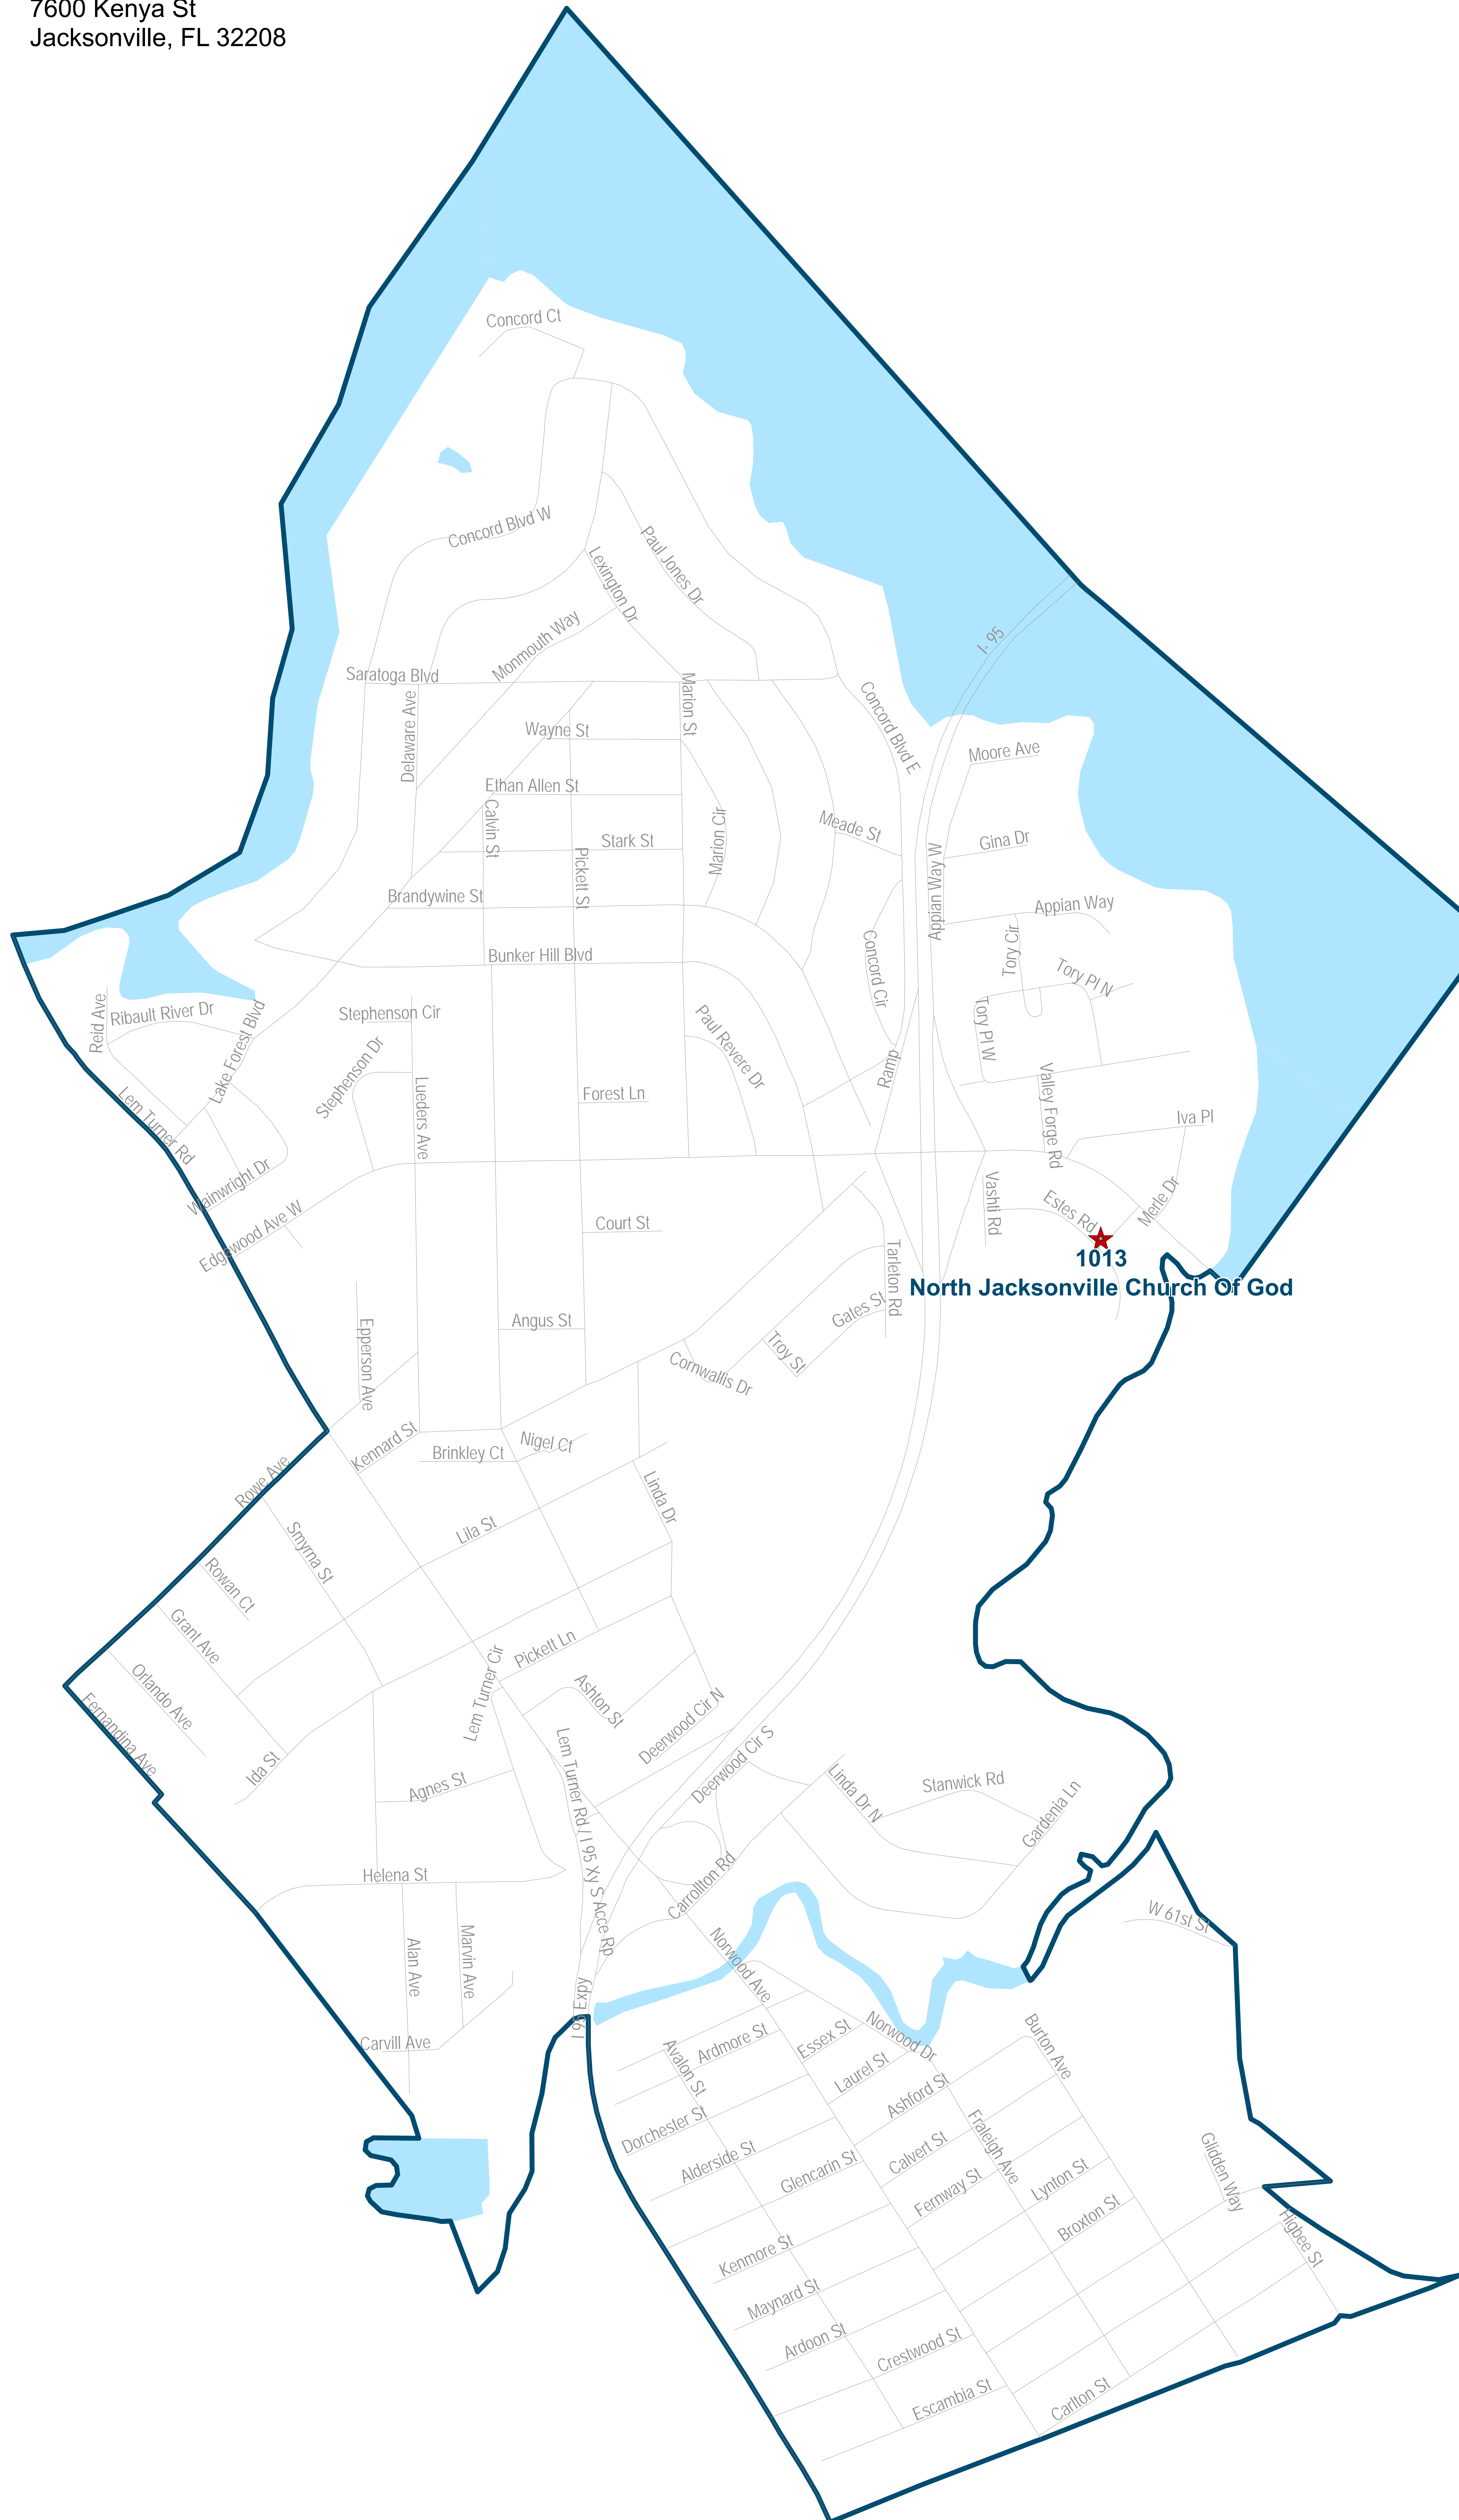 7600 Kenya St
Jacksonville, FL 32208
Concord Ct
Concord Blvd W
Paul Jones Dr
Lexington Dr
Monmouth Way
I- 95
Saratoga Blvd
Marion St
Delaware Ave
Concord Blvd E
Wayne St
Moore Ave
Ethan Allen St
Calvin St
Marion Cir
Meade St
Stark St
Gina Dr
Pickett St
Appian Way W
Brandywine St
Appian Way
Concord Cir
Tory Cir
Bunker Hill Blvd
Tory Pl N
Reid Ave
Ribault River Dr
Stephenson Cir
Lake Forest Blvd
Tory Pl W
Paul Revere Dr
Stephenson Dr
Ramp
Lueders Ave
Forest Ln
Valley Forge Rd
Lem Turner Rd
Iva Pl
Wainwright Dr
Vashti Rd
Merle Dr
Edgewood Ave W
Court St
Estes Rd
1013
North Jacksonville Church Of God
Tarleton Rd
Gates St
Angus St
Epperson Ave
Troy St
Cornwallis Dr
Kennard St
Brinkley Ct
Nigel Ct
Rowe Ave
Linda Dr
Lila St
Smyrna St
Rowan Ct
Grant Ave
Pickett Ln
Lem Turner Cir
Orlando Ave
Ashton St
Fernandina Ave
Deerwood Cir N
Ida St
Deerwood Cir S
Agnes St
Linda Dr N
Stanwick Rd
Gardenia Ln
Lem Turner Rd / I 95 Xy S Acce Rp
Helena St
Carrollton Rd
W 61st St
Alan Ave
Marvin Ave
Norwood Ave
I 95 Expy
Carvill Ave
Ardmore St
Essex St
Norwood Dr
Burton Ave
Avalon St
Laurel St
Ashford St
Dorchester St
Alderside St
Glencarin St
Calvert St
Fraleigh Ave
Fernway St
Lynton St
Glidden Way
Broxton St
Higbee St
Kenmore St
Maynard St
Ardoon St
Crestwood St
Escambia St
Carlton St